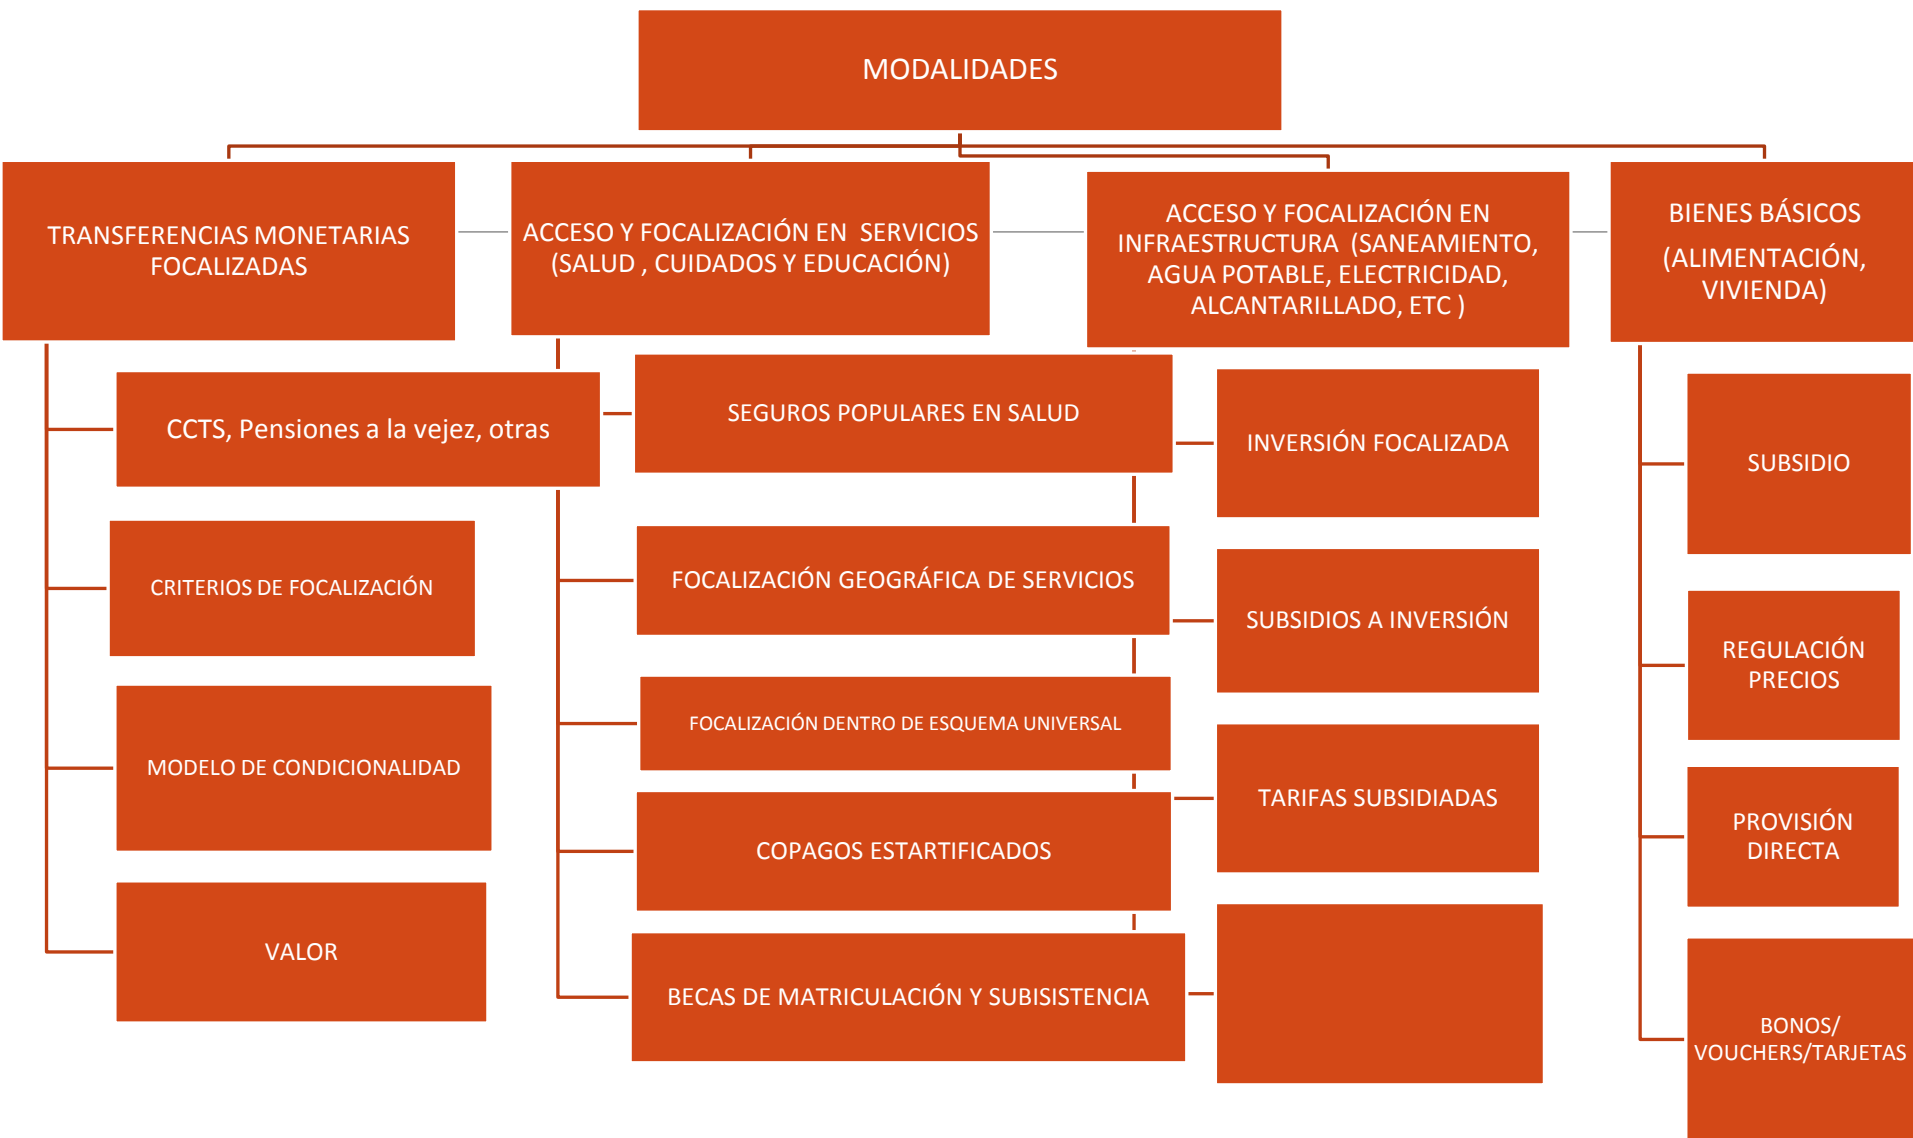 MODALIDADES
TRANSFERENCIAS MONETARIAS
FOCALIZADAS
ACCESO Y FOCALIZACIÓN EN SERVICIOS
(SALUD , CUIDADOS Y EDUCACIÓN)
ACCESO Y FOCALIZACIÓN EN
INFRAESTRUCTURA (SANEAMIENTO,
AGUA POTABLE, ELECTRICIDAD,
ALCANTARILLADO, ETC )
BIENES BÁSICOS
(ALIMENTACIÓN,
VIVIENDA)
CCTS, Pensiones a la vejez, otras
CRITERIOS DE FOCALIZACIÓN
MODELO DE CONDICIONALIDAD
VALOR
SEGUROS POPULARES EN SALUD
FOCALIZACIÓN GEOGRÁFICA DE SERVICIOS
FOCALIZACIÓN DENTRO DE ESQUEMA UNIVERSAL
COPAGOS ESTARTIFICADOS
BECAS DE MATRICULACIÓN Y SUBISISTENCIA
INVERSIÓN FOCALIZADA
SUBSIDIOS A INVERSIÓN
TARIFAS SUBSIDIADAS
SUBSIDIO
REGULACIÓN
PRECIOS
PROVISIÓN
DIRECTA
BONOS/
VOUCHERS/TARJETAS